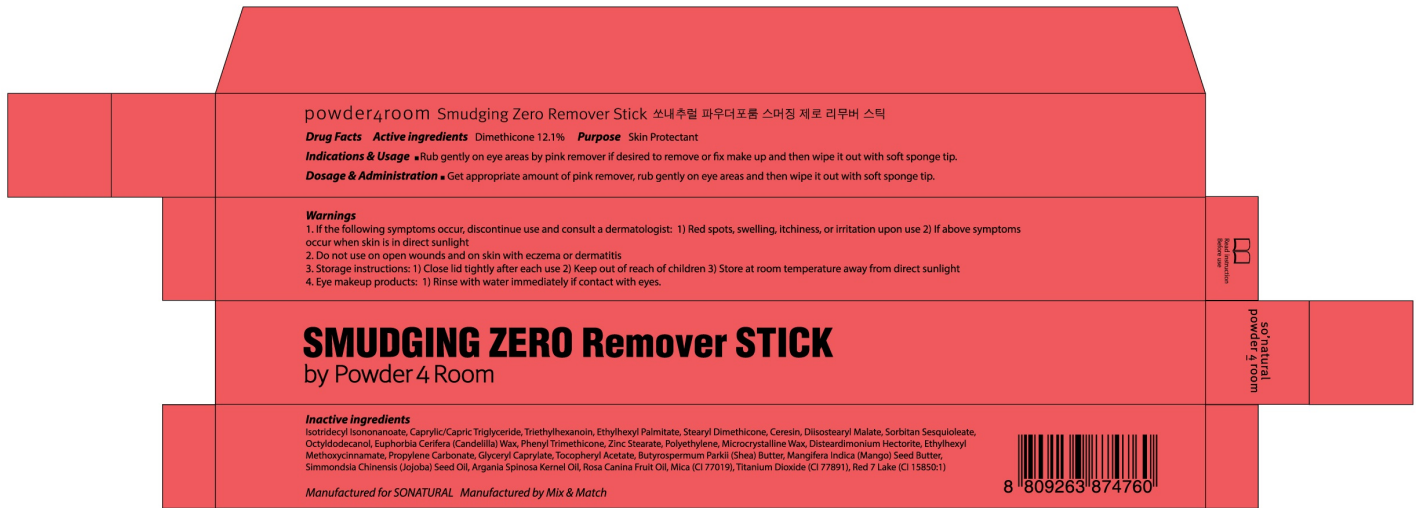 powder4room Smudging Zero Remover Stick 쏘내추럴 파우더포룸 스머징 제로 리무버 스틱
Drug Facts Active ingredients Dimethicone 12.1% Purpose Skin Protectant
Indications & Usage ■ Rub gently on eye areas by pink remover if desired to remove or fix make up and then wipe it out with soft sponge tip.
Dosage & Administration ■ Get appropriate amount of pink remover, rub gently on eye areas and then wipe it out with soft sponge tip.
Warnings
1. If the following symptoms occur, discontinue use and consult a dermatologist: 1) Red spots, swelling, itchiness, or irritation upon use 2) If above symptoms
occur when skin is in direct sunlight
2. Do not use on open wounds and on skin with eczema or dermatitis
3. Storage instructions: 1) Close lid tightly after each use 2) Keep out of reach of children 3) Store at room temperature away from direct sunlight
4. Eye makeup products: 1) Rinse with water immediately if contact with eyes.
Read instruction
Before use
SMUDGING ZERO Remover STICK
by Powder 4 Room
so'natural
powder 4 room
Inactive ingredients
Isotridecyl Isononanoate, Caprylic/Capric Triglyceride, Triethylhexanoin, Ethylhexyl Palmitate, Stearyl Dimethicone, Ceresin, Diisostearyl Malate, Sorbitan Sesquioleate,
Octyldodecanol, Euphorbia Cerifera (Candelilla) Wax, Phenyl Trimethicone, Zinc Stearate, Polyethylene, Microcrystalline Wax, Disteardimonium Hectorite, Ethylhexyl
Methoxycinnamate, Propylene Carbonate, Glyceryl Caprylate, Tocopheryl Acetate, Butyrospermum Parkii (Shea) Butter, Mangifera Indica (Mango) Seed Butter,
Simmondsia Chinensis (Jojoba) Seed Oil, Argania Spinosa Kernel Oil, Rosa Canina Fruit Oil, Mica (CI 77019), Titanium Dioxide (CI 77891), Red 7 Lake (CI 15850:1)
Manufactured for SONATURAL Manufactured by Mix & Match
8 809263 874760